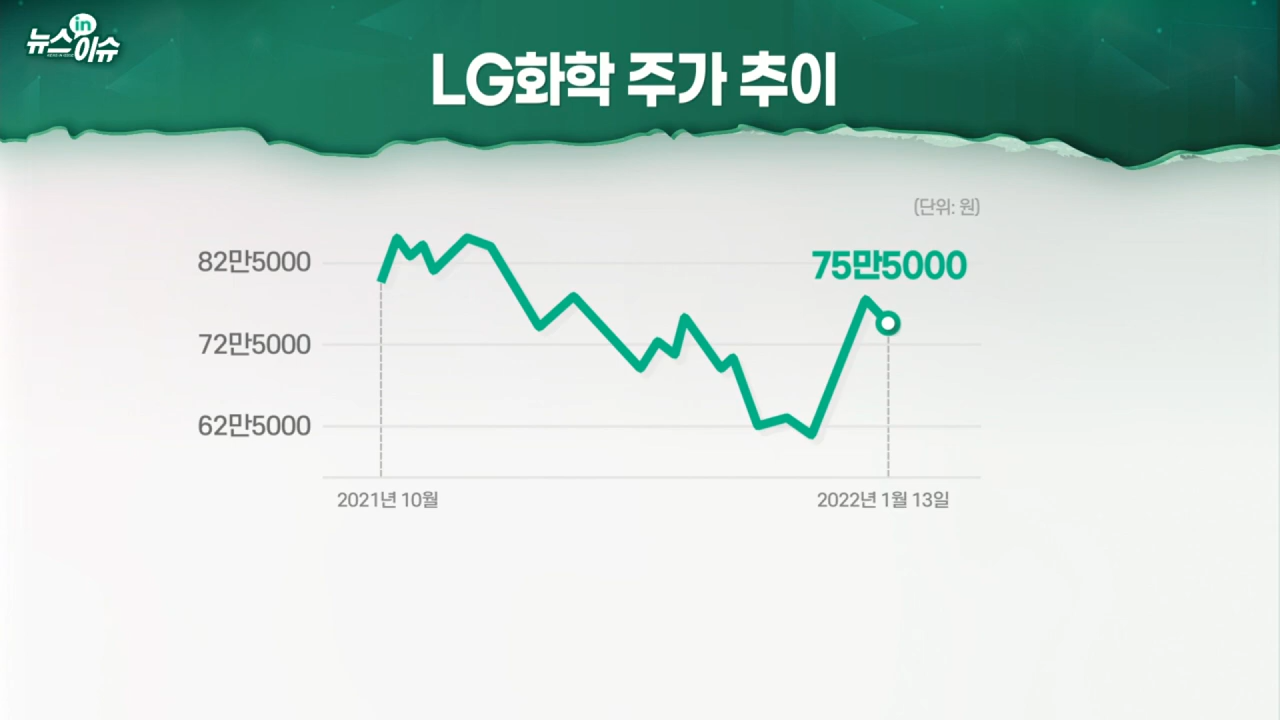 뉴스in이슈
LG화학 주가 추이
(단위: 원)
82만5000
75만5000
72만5000
62만5000
2021년 10월
2022년 1월 13일